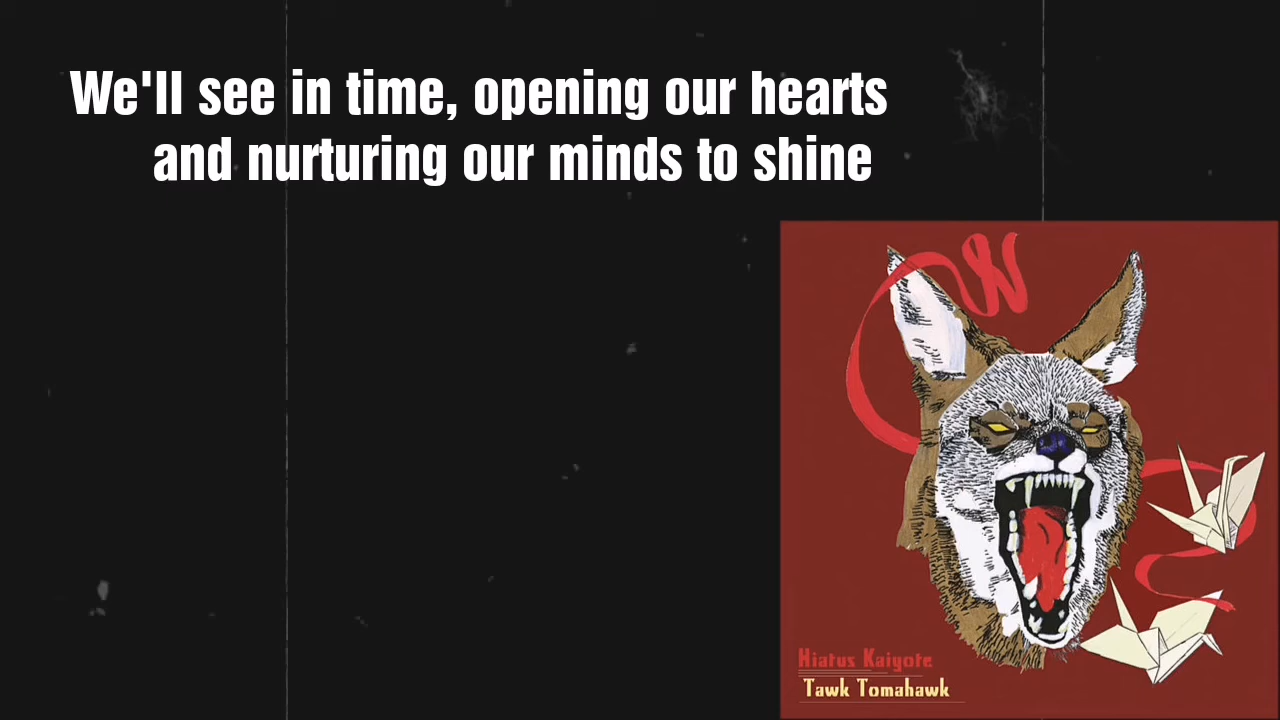 We'll see in time, opening our hearts
and nurturing our minds to shine
Hiatus Kaiyote
Tawk Tomahawk